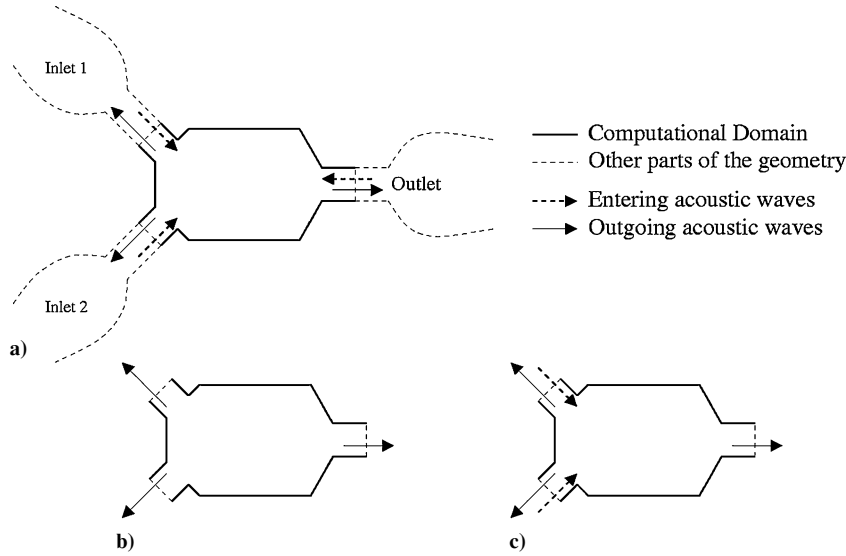 Inlet 1
Computational Domain
Other parts of the geometry
Outlet
Entering acoustic waves
Outgoing acoustic waves
Inlet 2
a)
b)
c)